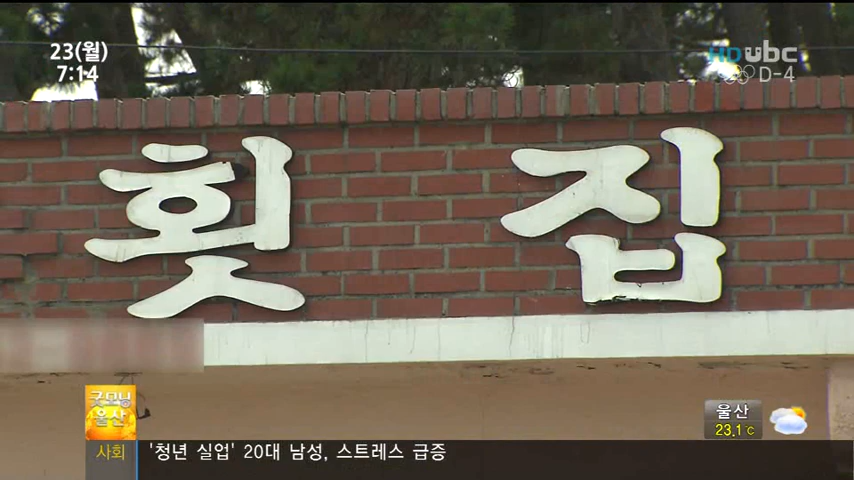 23(월)
7:14
HD ubc
D-4
횟집
굿모닝
울산
울산
23.1℃
사회
'청년 실업' 20대 남성, 스트레스 급증